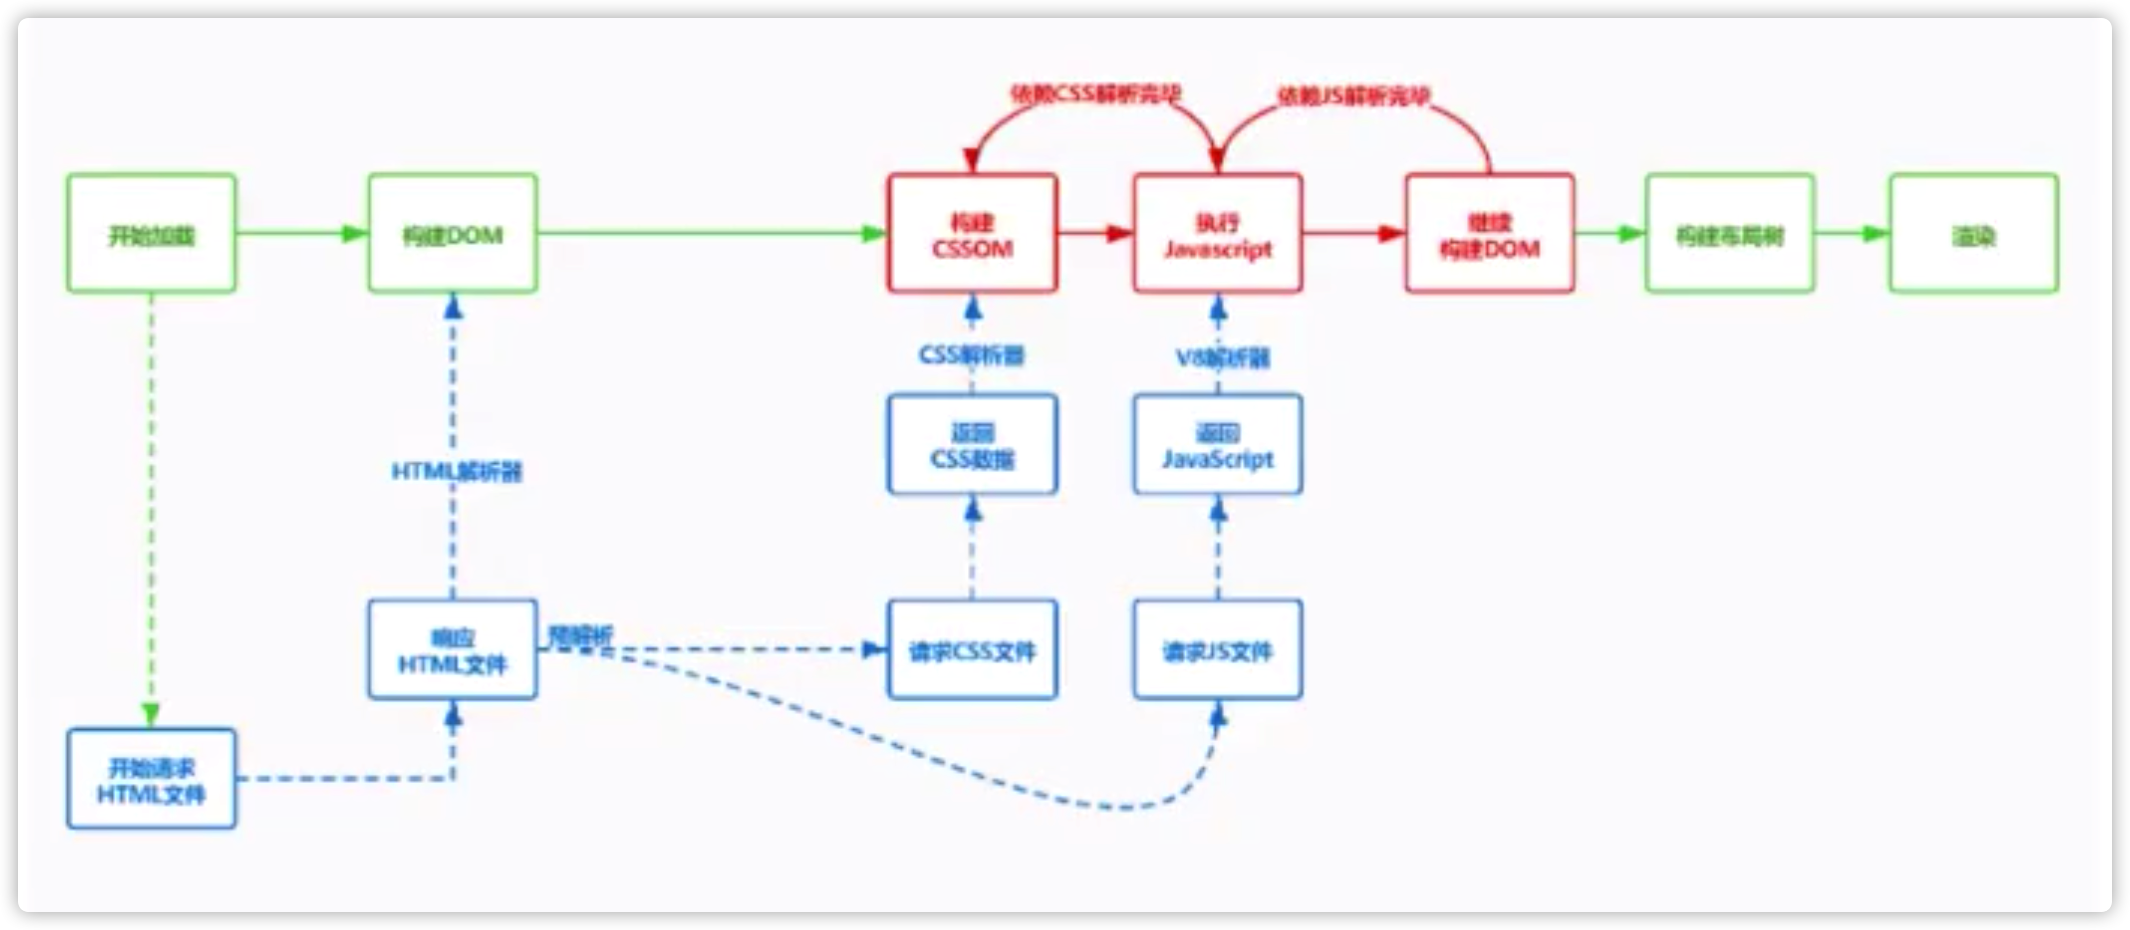 依赖CSS解析完毕
依赖JS解析完毕
开始加载
构建DOM
构建
CSSOM
执行
Javascript
继续
构建DOM
构建布局树
渲染
CSS解析器
V8解析器
返回
CSS数据
返回
JavaScript
HTML解析器
响应
HTML文件
预解析
请求CSS文件
请求JS文件
开始请求
HTML文件